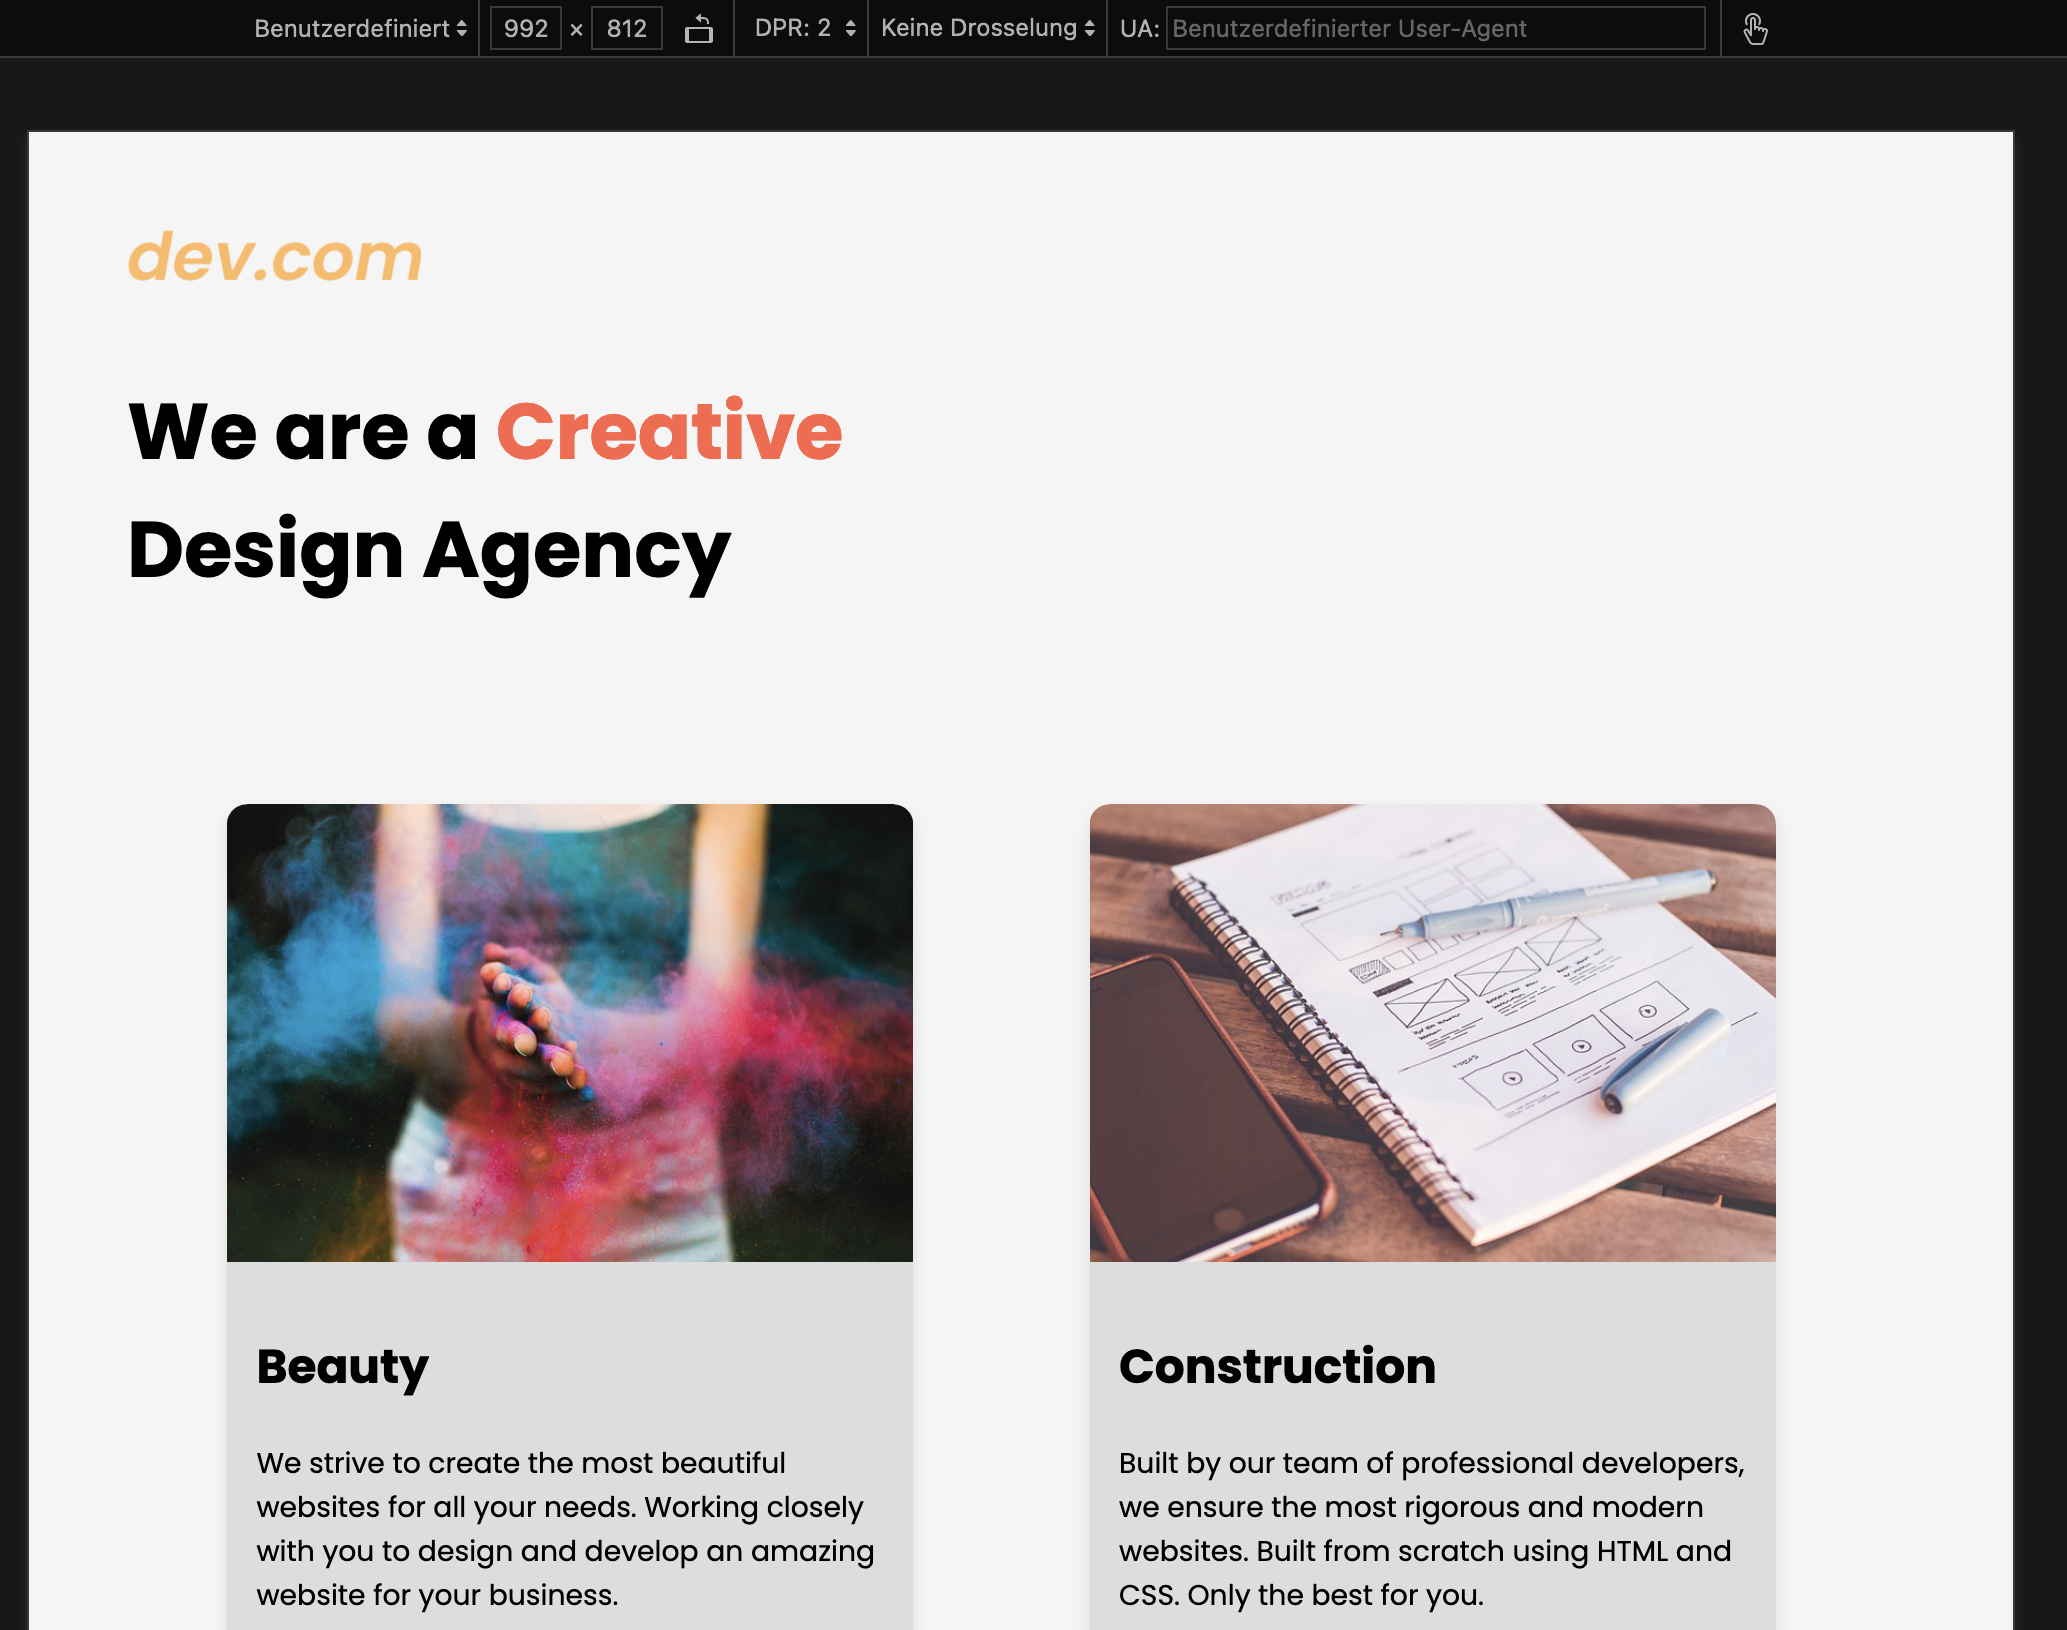 Benutzerdefiniert 992 × 812 DPR: 2 Keine Drosselung UA: Benutzerdefinierter User-Agent
dev.com
We are a Creative
Design Agency
Beauty
We strive to create the most beautiful
websites for all your needs. Working closely
with you to design and develop an amazing
website for your business.
Construction
Built by our team of professional developers,
we ensure the most rigorous and modern
websites. Built from scratch using HTML and
CSS. Only the best for you.